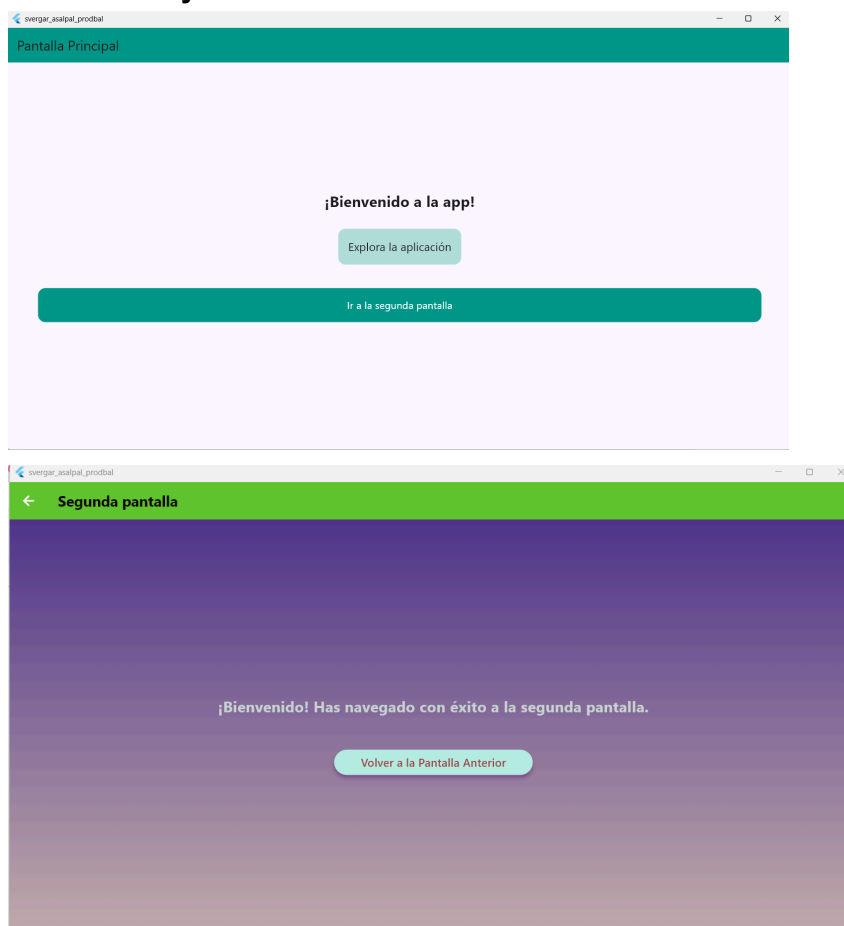 svergar_asalpal_prodbal
Pantalla Principal
¡Bienvenido a la app!
Explora la aplicación
Ir a la segunda pantalla
svergar_asalpal_prodbal
Segunda pantalla
¡Bienvenido! Has navegado con éxito a la segunda pantalla.
Volver a la Pantalla Anterior